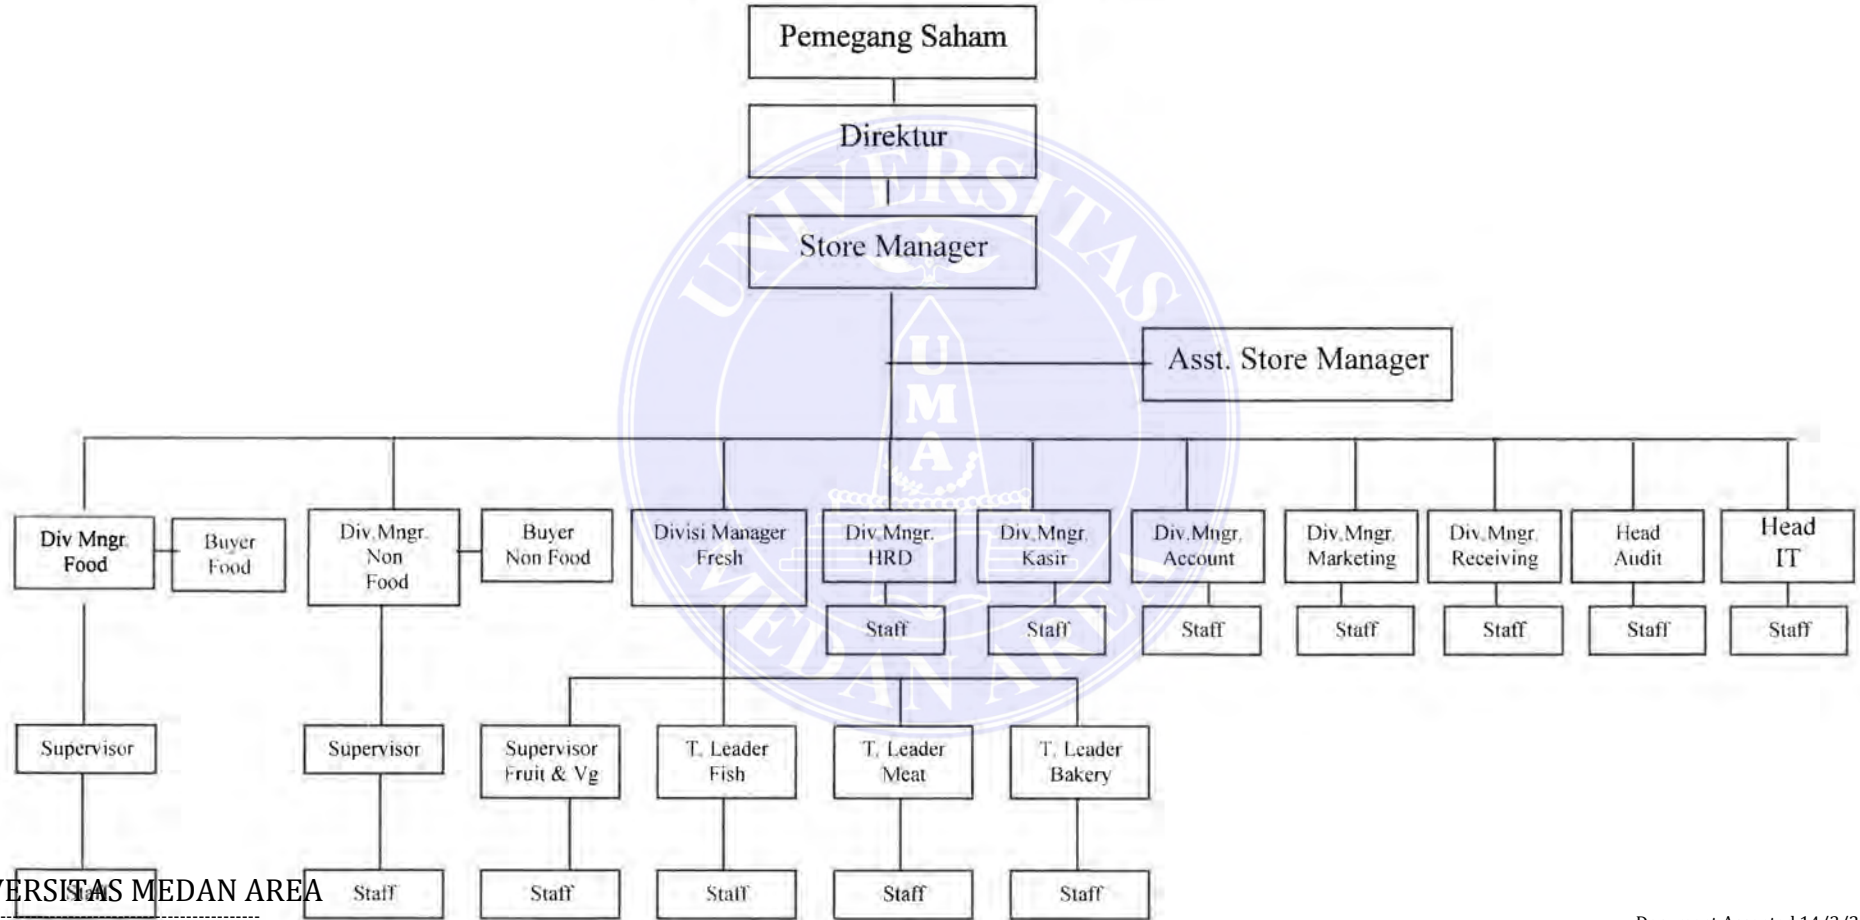 Pemegang Saham
Direktur
Store Manager
Asst. Store Manager
Div Mngr.
Food
Buyer
Food
Div.Mngr.
Non
Food
Buyer
Non Food
Divisi Manager
Fresh
Div.Mngr.
HRD
Div.Mngr.
Kasir
Div.Mngr.
Account
Div.Mngr.
Marketing
Div.Mngr.
Receiving
Head
Audit
Head
IT
Staff
Staff
Staff
Staff
Staff
Staff
Staff
Supervisor
Supervisor
Supervisor
Fruit & Vg
T. Leader
Fish
T. Leader
Meat
T. Leader
Bakery
Staff
Staff
Staff
Staff
Staff
Staff
UNIVERSITAS
MEDAN AREA
UMA
VERSITAS MEDAN AREA